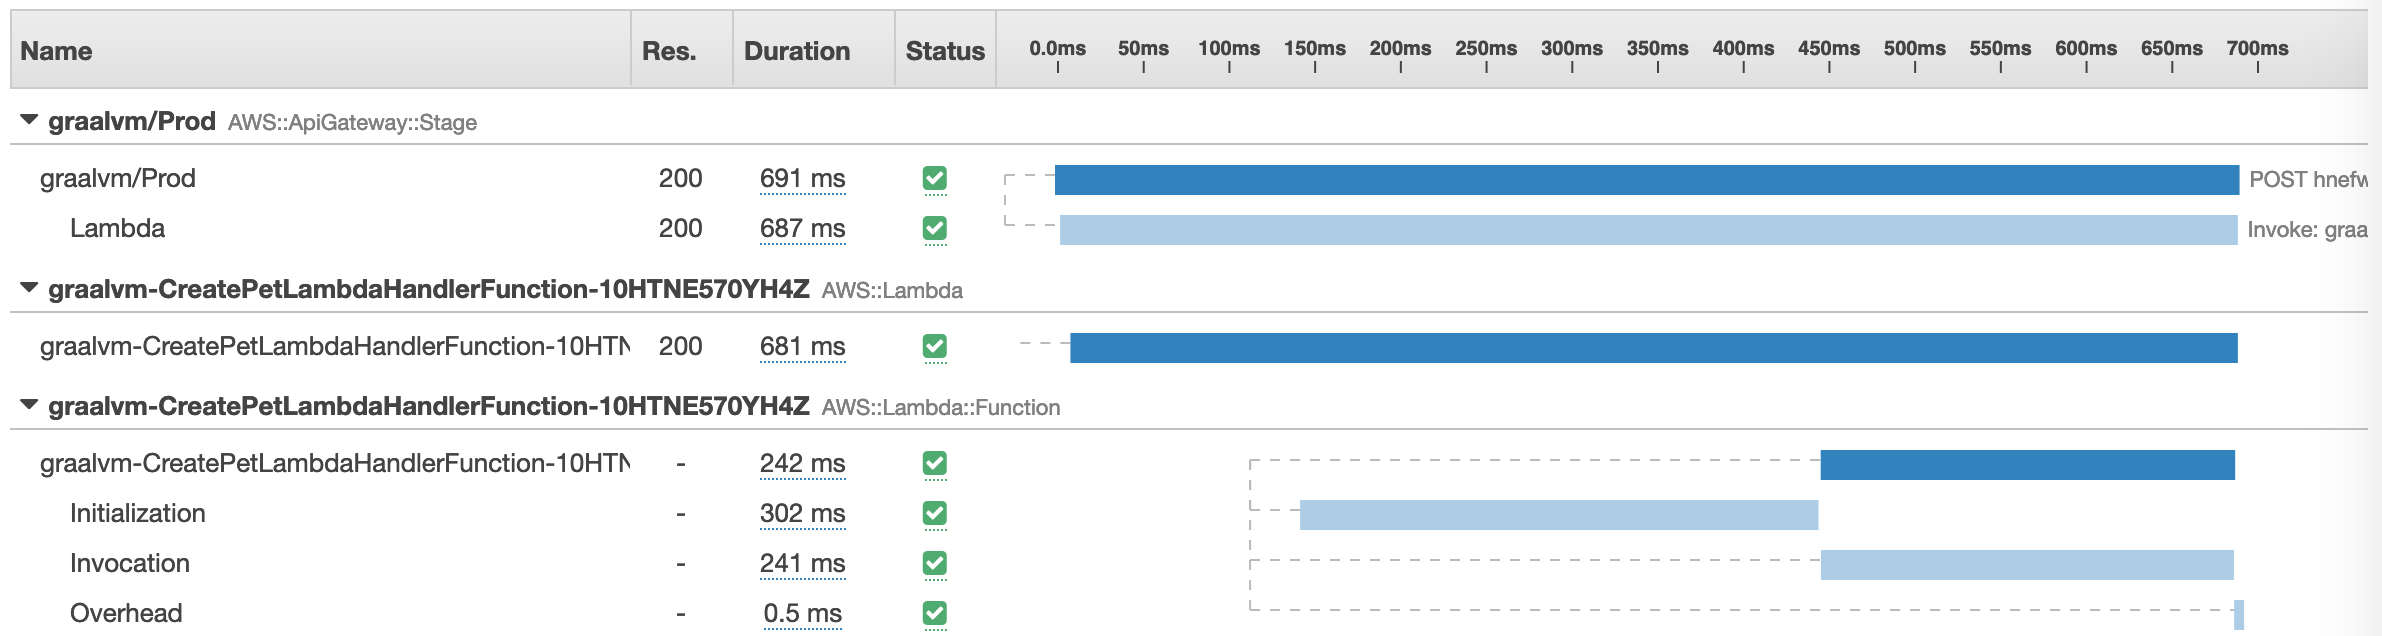 Name Res. Duration Status 0.0ms 50ms 100ms 150ms 200ms 250ms 300ms 350ms 400ms 450ms 500ms 550ms 600ms 650ms 700ms
graalvm/Prod AWS::ApiGateway::Stage
graalvm/Prod 200 691 ms POST hnefw
Lambda 200 687 ms Invoke: graa
graalvm-CreatePetLambdaHandlerFunction-10HTNE570YH4Z AWS::Lambda
graalvm-CreatePetLambdaHandlerFunction-10HTN 200 681 ms
graalvm-CreatePetLambdaHandlerFunction-10HTNE570YH4Z AWS::Lambda::Function
graalvm-CreatePetLambdaHandlerFunction-10HTN - 242 ms
Initialization - 302 ms
Invocation - 241 ms
Overhead - 0.5 ms